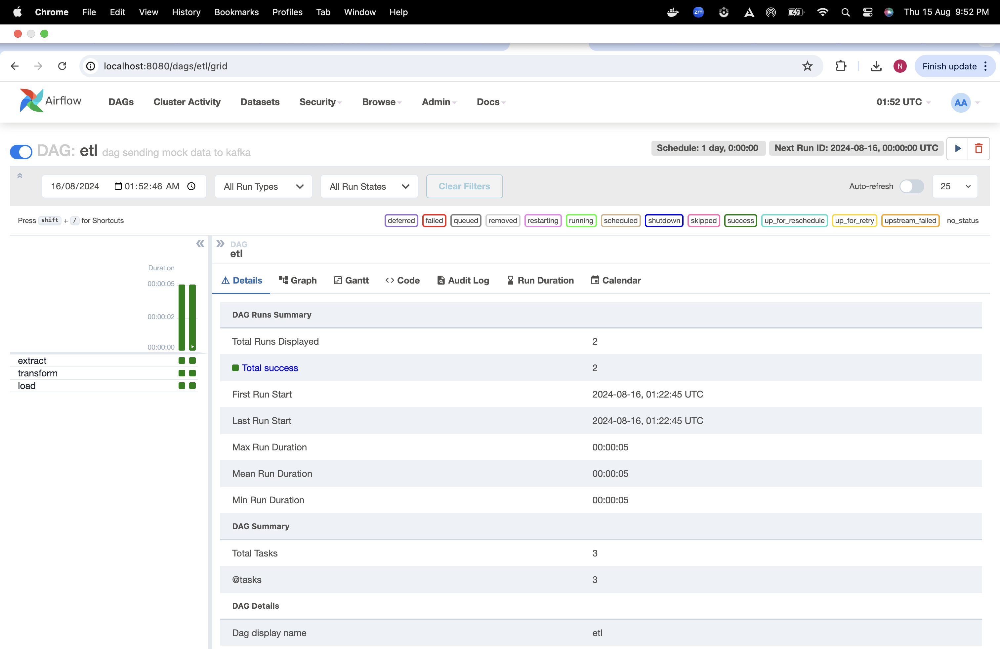 Chrome File Edit View History Bookmarks Profiles Tab Window Help zm Thu 15 Aug 9:52 PM
localhost:8080/dags/etl/grid N Finish update
Airflow DAGs Cluster Activity Datasets Security Browse Admin Docs 01:52 UTC AA
DAG: etl dag sending mock data to kafka Schedule: 1 day, 0:00:00 Next Run ID: 2024-08-16, 00:00:00 UTC
16/08/2024 01:52:46 AM All Run Types All Run States Clear Filters Auto-refresh 25
Press shift + / for Shortcuts deferred failed queued removed restarting running scheduled shutdown skipped success up_for_reschedule up_for_retry upstream_failed no_status
DAG
etl
Duration
00:00:05
00:00:02
00:00:00
extract
transform
load
Details Graph Gantt Code Audit Log Run Duration Calendar
DAG Runs Summary
Total Runs Displayed 2
Total success 2
First Run Start 2024-08-16, 01:22:45 UTC
Last Run Start 2024-08-16, 01:22:45 UTC
Max Run Duration 00:00:05
Mean Run Duration 00:00:05
Min Run Duration 00:00:05
DAG Summary
Total Tasks 3
@tasks 3
DAG Details
Dag display name etl